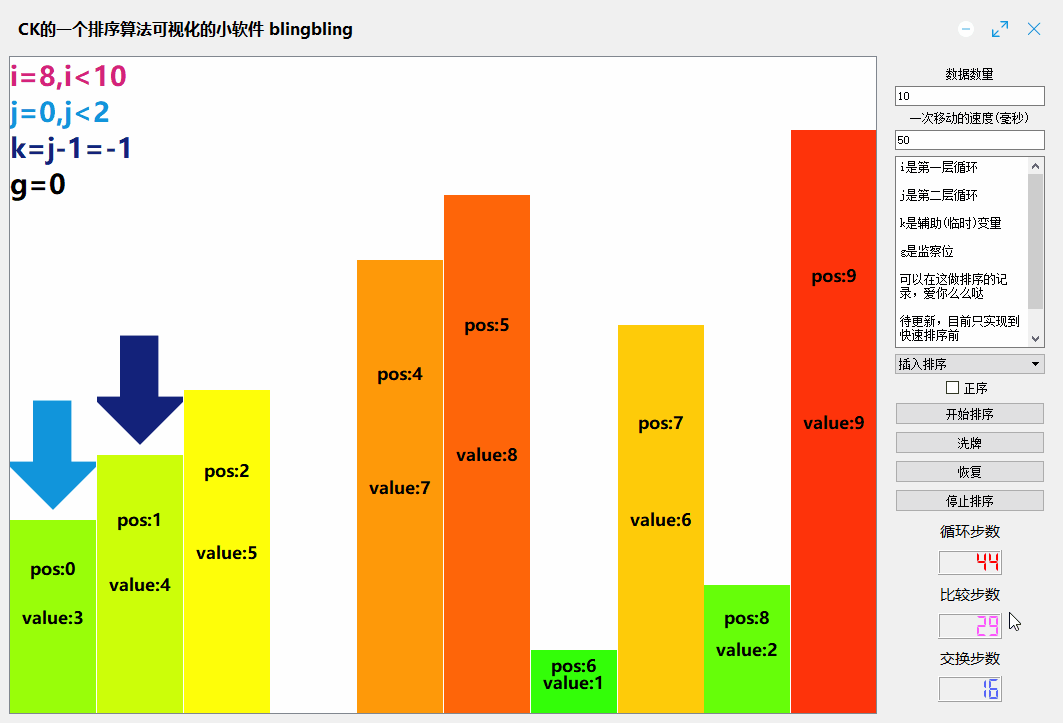 CK的一个排序算法可视化的小软件 blingbling
i=8,i<10
j=0,j<2
k=j-1=-1
g=0
pos:0
value:3
pos:1
value:4
pos:2
value:5
pos:4
value:7
pos:5
value:8
pos:6
value:1
pos:7
value:6
pos:8
value:2
pos:9
value:9
数据数量
10
一次移动的速度(毫秒)
50
i是第一层循环
j是第二层循环
k是辅助(临时)变量
g是监察位
可以在这做排序的记
录，爱你么么哒
待更新，目前只实现到
快速排序前
插入排序
正序
开始排序
洗牌
恢复
停止排序
循环步数
44
比较步数
29
交换步数
16